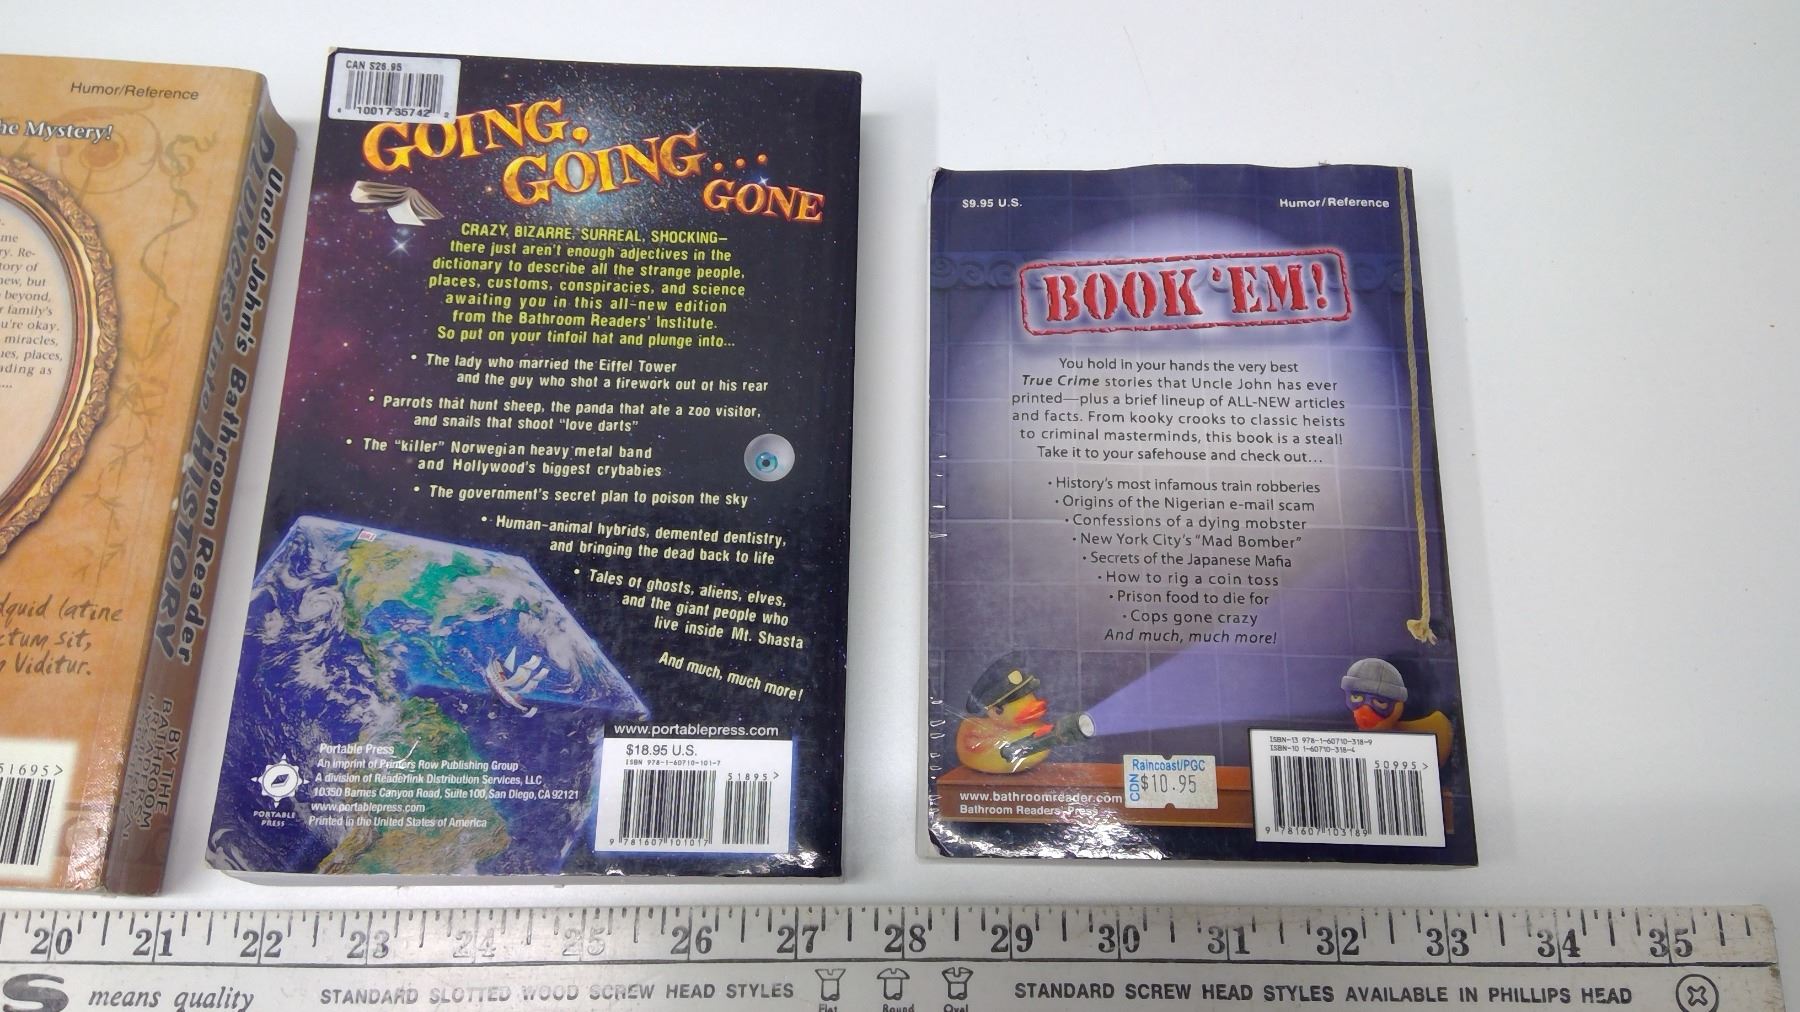 Humor/Reference
he Mystery!
me
ry. Re-
tory of
new, but
beyond,
r family's
u're okay.
miracles,
ues, places,
ading as
....
dquid latine
ctum sit,
Viditur.
51695>
Uncle John's Bathroom Reader
PLUNGES into HISTORY
BY THE
BATHROOM
READERS'
CAN $26.95
GOING,
GOING...
GONE
CRAZY, BIZARRE, SURREAL, SHOCKING—
there just aren't enough adjectives in the
dictionary to describe all the strange people,
places, customs, conspiracies, and science
awaiting you in this all-new edition
from the Bathroom Readers' Institute.
So put on your tinfoil hat and plunge into...
• The lady who married the Eiffel Tower
and the guy who shot a firework out of his rear
• Parrots that hunt sheep, the panda that ate a zoo visitor,
and snails that shoot "love darts"
• The "killer" Norwegian heavy metal band
and Hollywood's biggest crybabies
• The government's secret plan to poison the sky
• Human-animal hybrids, demented dentistry,
and bringing the dead back to life
• Tales of ghosts, aliens, elves,
and the giant people who
live inside Mt. Shasta
And much, much more!
PORTABLE
PRESS
Portable Press
An imprint of Printers Row Publishing Group
A division of Readerlink Distribution Services, LLC
10350 Barnes Canyon Road, Suite 100, San Diego, CA 92121
www.portablepress.com
Printed in the United States of America
www.portablepress.com
$18.95 U.S.
ISBN 978-1-60710-101-7
51895>
9 781607 101017
$9.95 U.S.
Humor/Reference
BOOK 'EM!
You hold in your hands the very best
True Crime stories that Uncle John has ever
printed—plus a brief lineup of ALL-NEW articles
and facts. From kooky crooks to classic heists
to criminal masterminds, this book is a steal!
Take it to your safehouse and check out...
• History's most infamous train robberies
• Origins of the Nigerian e-mail scam
• Confessions of a dying mobster
• New York City's "Mad Bomber"
• Secrets of the Japanese Mafia
• How to rig a coin toss
• Prison food to die for
• Cops gone crazy
And much, much more!
www.bathroomreader.com
Bathroom Readers' Press
Raincoast/PGC
CDN $10.95
ISBN-13 978-1-60710-318-9
ISBN-10 1-60710-318-4
50995>
9 781607 103189
20 21 22 23 24 25 26 27 28 29 30 31 32 33 34 35
S means quality
STANDARD SLOTTED WOOD SCREW HEAD STYLES
Flat Round Oval
STANDARD SCREW HEAD STYLES AVAILABLE IN PHILLIPS HEAD